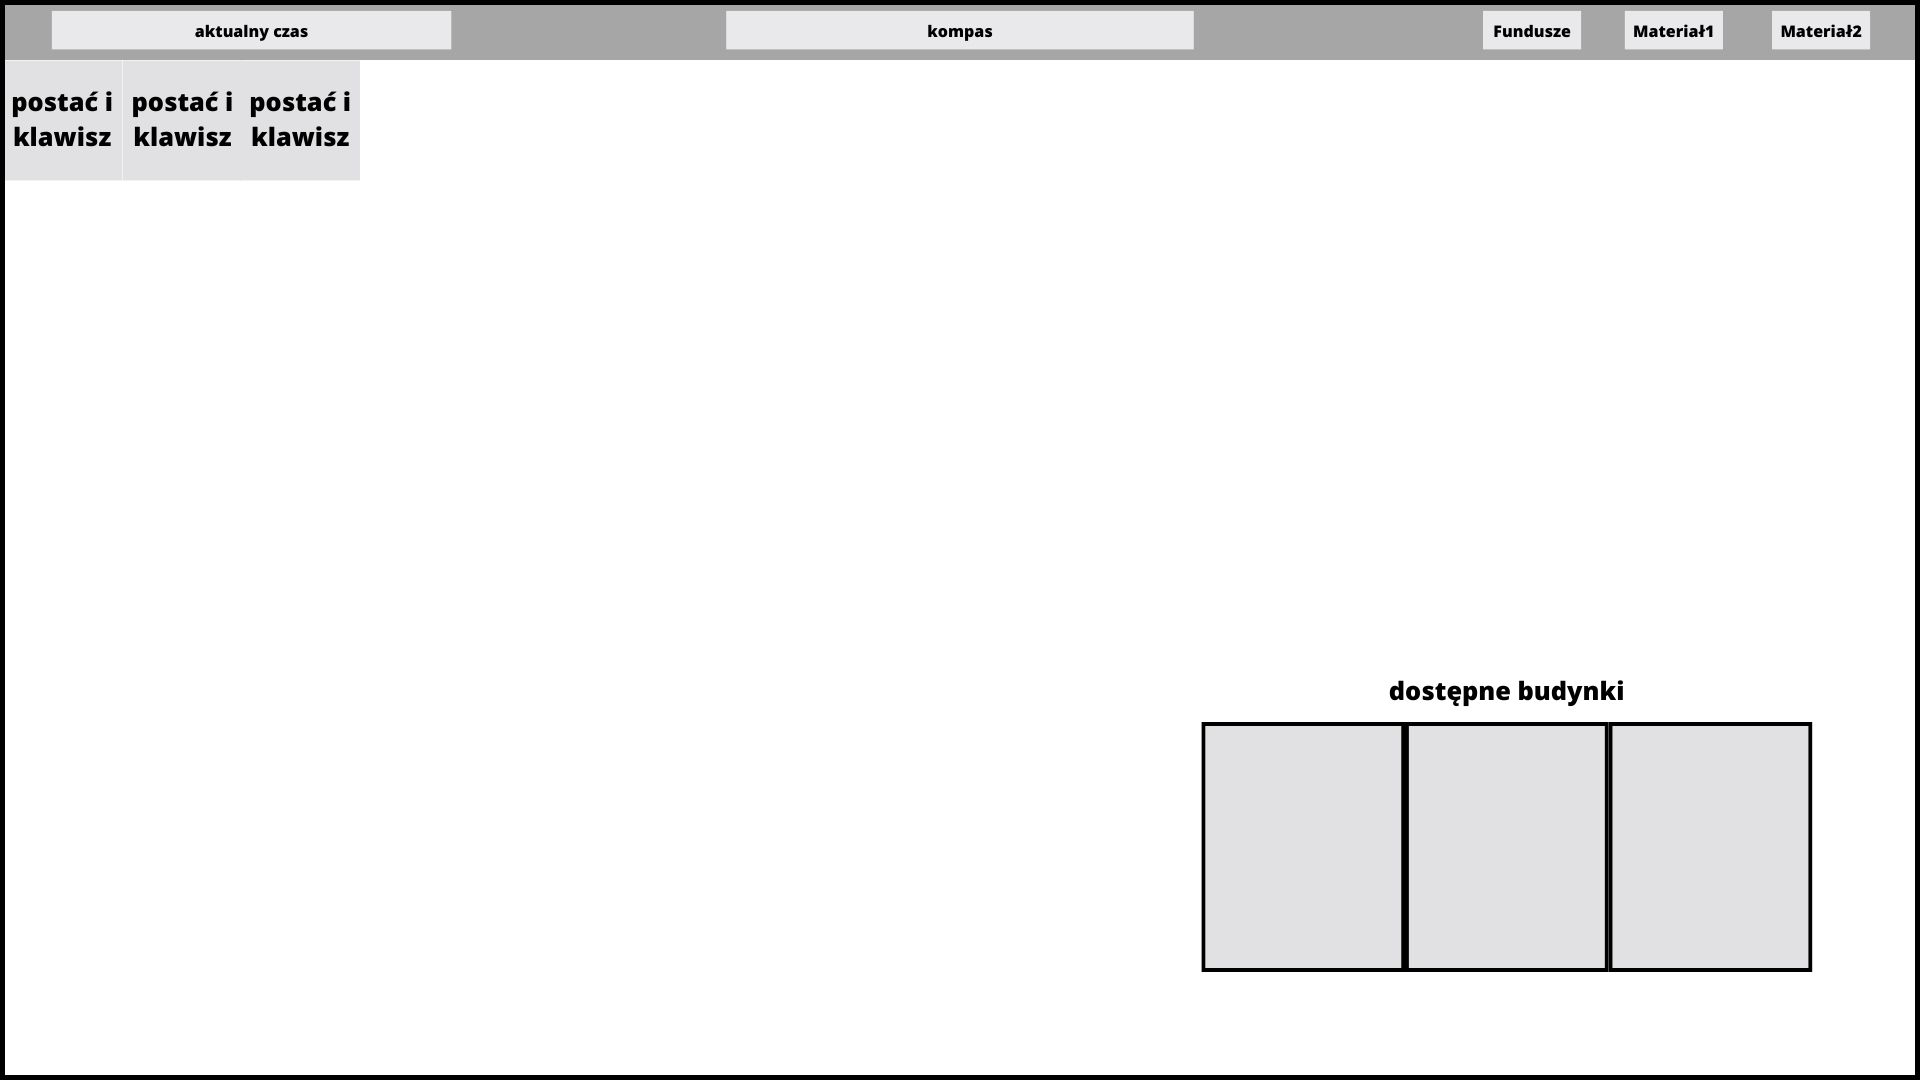 aktualny czas
kompas
Fundusze
Materiał1
Materiał2
postać i
klawisz
postać i
klawisz
postać i
klawisz
dostępne budynki